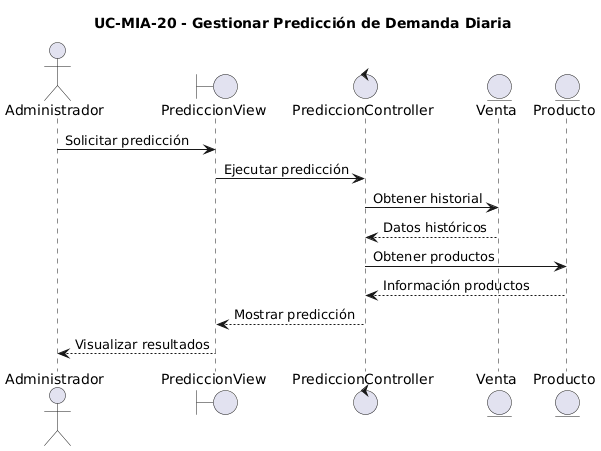 UC-MIA-20 - Gestionar Predicción de Demanda Diaria
Administrador PrediccionView PrediccionController Venta Producto
Solicitar predicción
Ejecutar predicción
Obtener historial
Datos históricos
Obtener productos
Información productos
Mostrar predicción
Visualizar resultados
Administrador PrediccionView PrediccionController Venta Producto